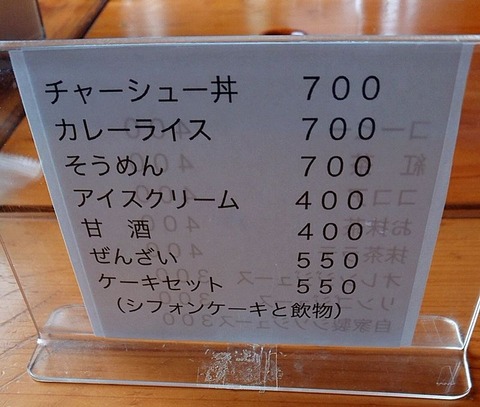 チャーシュー丼　７００
カレーライス　７００
そうめん　７００
アイスクリーム　４００
甘　酒　４００
ぜんざい　５５０
ケーキセット　５５０
（シフォンケーキと飲物）